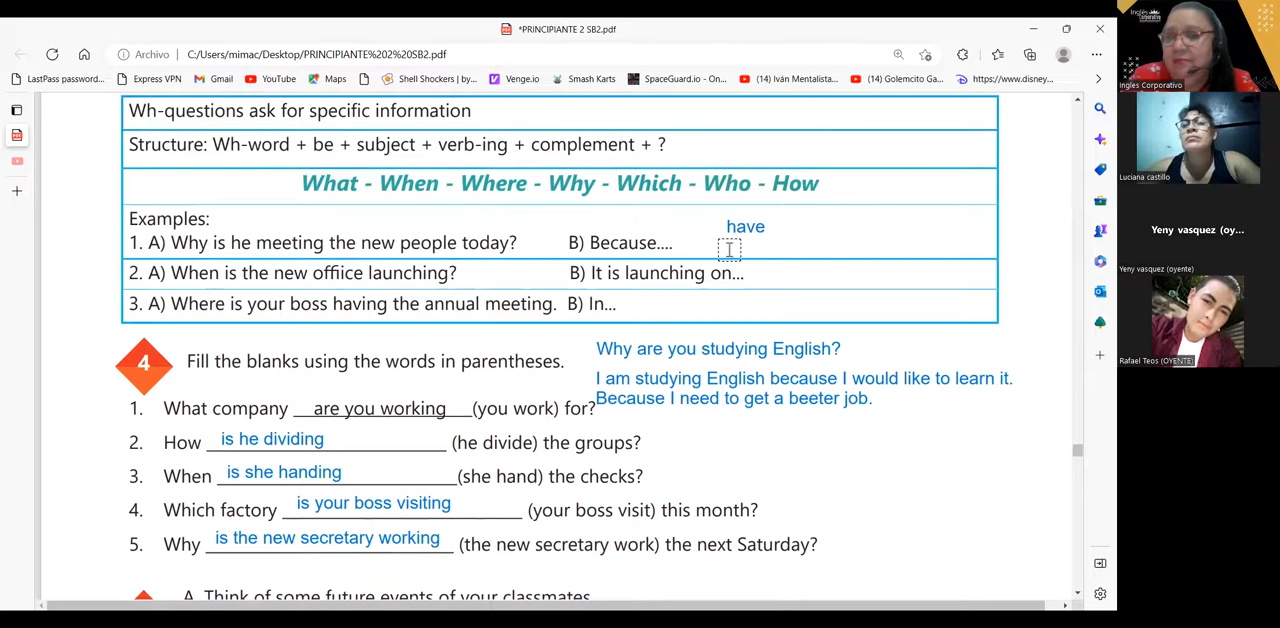 *PRINCIPIANTE 2 SB2.pdf
Archivo | C:/Users/mimac/Desktop/PRINCIPIANTE%202%20SB2.pdf
LastPass password... Express VPN Gmail YouTube Maps Shell Shockers | by... Venge.io Smash Karts SpaceGuard.io - On... (14) Iván Mentalista... (14) Golemcito Ga... https://www.disney...
Wh-questions ask for specific information
Structure: Wh-word + be + subject + verb-ing + complement + ?
What - When - Where - Why - Which - Who - How
Examples:
have
1. A) Why is he meeting the new people today? B) Because....
2. A) When is the new office launching? B) It is launching on...
3. A) Where is your boss having the annual meeting. B) In...
4 Fill the blanks using the words in parentheses.
Why are you studying English?
I am studying English because I would like to learn it.
Because I need to get a beeter job.
1. What company are you working (you work) for?
2. How is he dividing (he divide) the groups?
3. When is she handing (she hand) the checks?
4. Which factory is your boss visiting (your boss visit) this month?
5. Why is the new secretary working (the new secretary work) the next Saturday?
A. Think of some future events of your classmates
Inglés
Corporativo
Ingles Corporativo
Luciana castillo
Yeny vasquez (oy...
Yeny vasquez (oyente)
Rafael Teos (OYENTE)